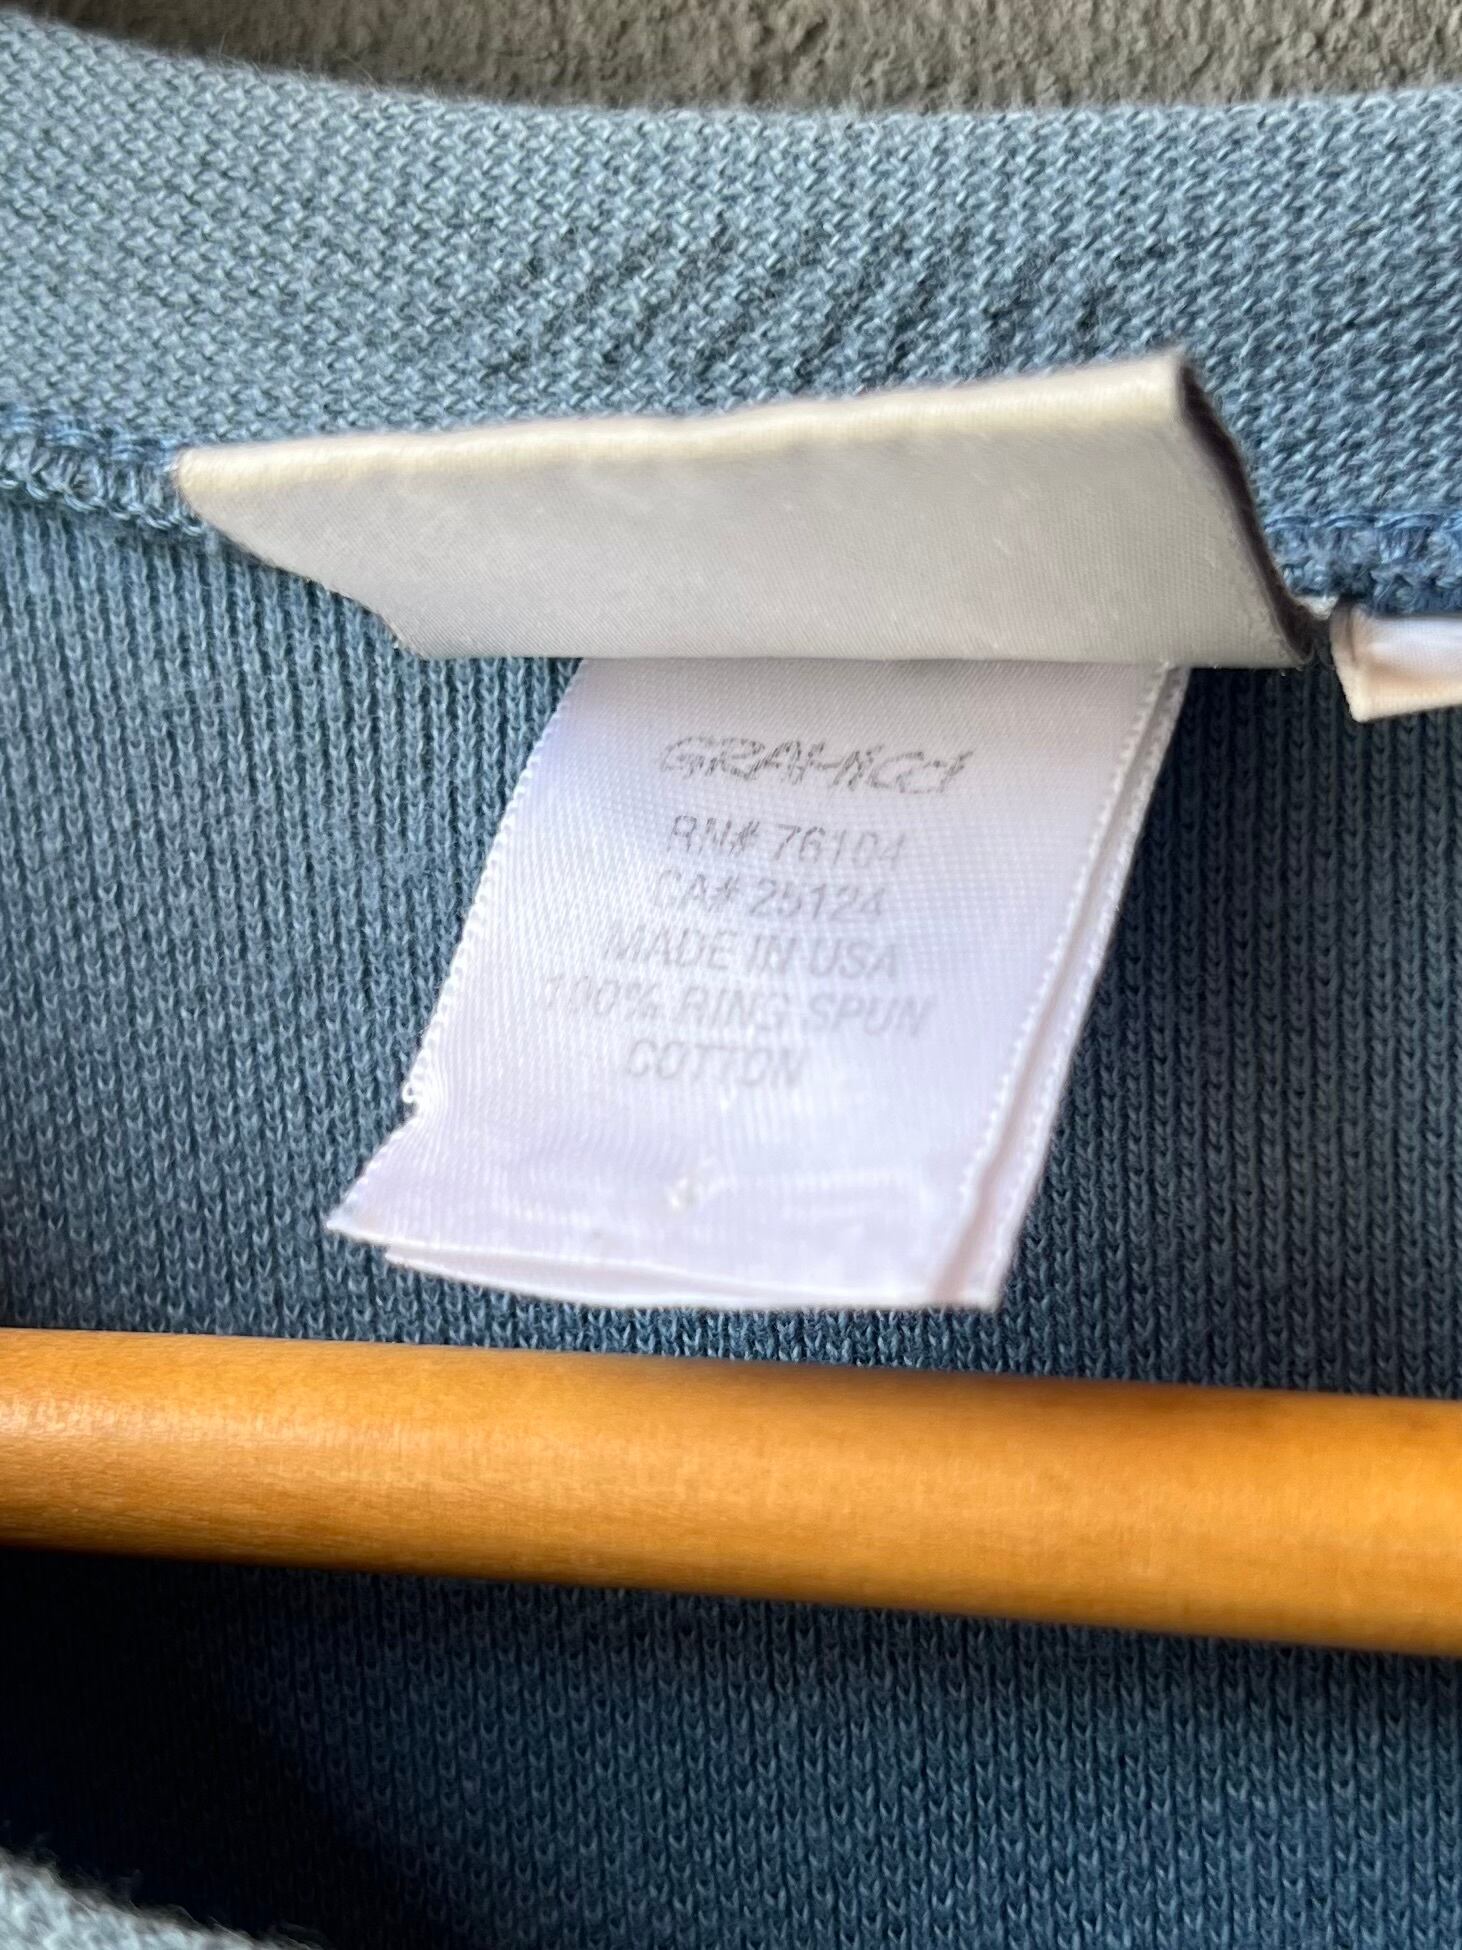 GRAMICCI
RN# 76104
CA# 25124
MADE IN USA
100% RING SPUN
COTTON